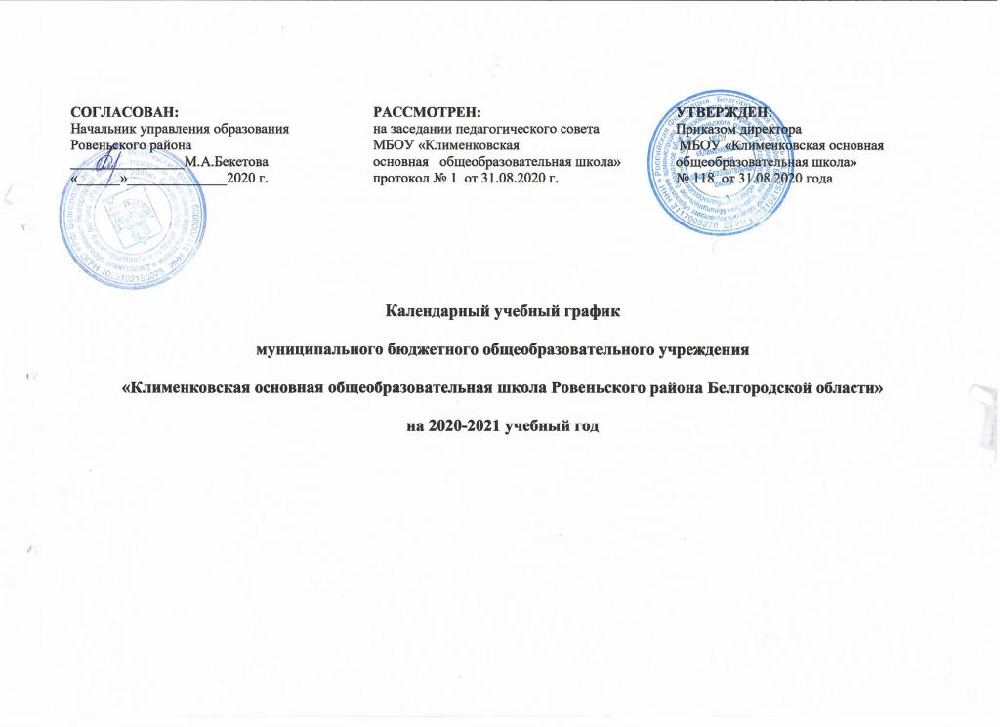 СОГЛАСОВАН:
Начальник управления образования
Ровеньского района
_________________М.А.Бекетова
«______»______________2020 г.
РАССМОТРЕН:
на заседании педагогического совета
МБОУ «Клименковская
основная общеобразовательная школа»
протокол № 1 от 31.08.2020 г.
УТВЕРЖДЕН:
Приказом директора
МБОУ «Клименковская основная
общеобразовательная школа»
№ 118 от 31.08.2020 года
Календарный учебный график
муниципального бюджетного общеобразовательного учреждения
«Клименковская основная общеобразовательная школа Ровеньского района Белгородской области»
на 2020-2021 учебный год